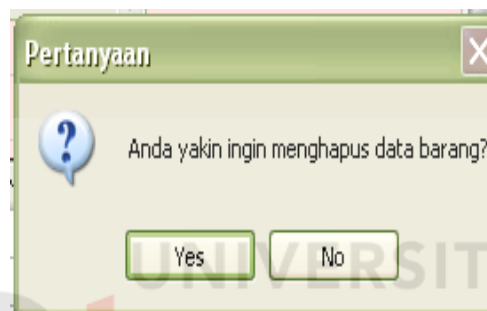 Pertanyaan
Anda yakin ingin menghapus data barang?
Yes
No
UNIVERSIT